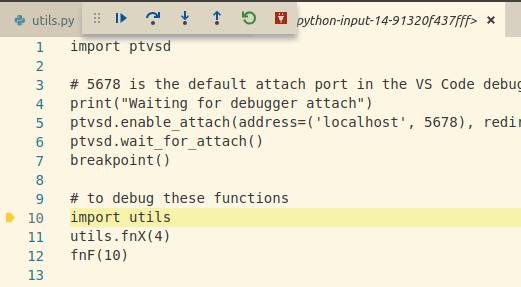 utils.py
python-input-14-91320f437fff>
1 import ptvsd
2
3 # 5678 is the default attach port in the VS Code debug
4 print("Waiting for debugger attach")
5 ptvsd.enable_attach(address=('localhost', 5678), redir
6 ptvsd.wait_for_attach()
7 breakpoint()
8
9 # to debug these functions
10 import utils
11 utils.fnX(4)
12 fnF(10)
13